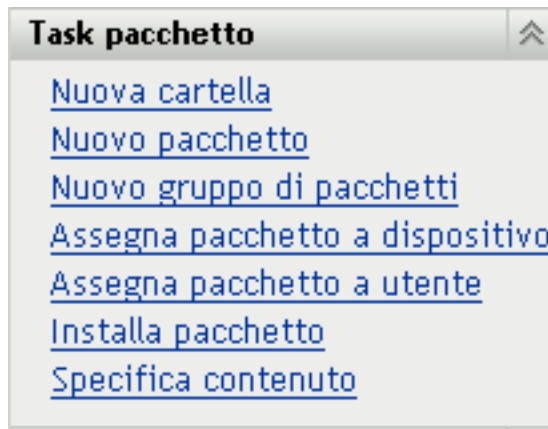 Task pacchetto
Nuova cartella
Nuovo pacchetto
Nuovo gruppo di pacchetti
Assegna pacchetto a dispositivo
Assegna pacchetto a utente
Installa pacchetto
Specifica contenuto